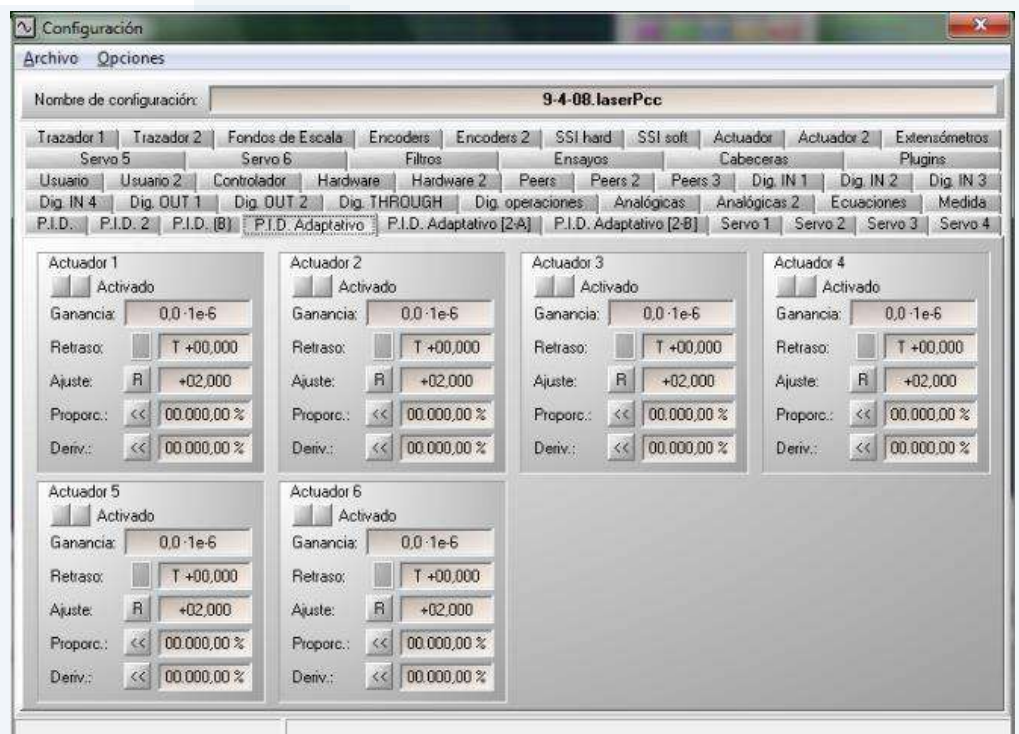 Configuración
Archivo Opciones
Nombre de configuración: 9-4-08.laserPcc
Trazador 1 Trazador 2 Fondos de Escala Encoders Encoders 2 SSI hard SSI soft Actuador Actuador 2 Extensómetros
Servo 5 Servo 6 Filtros Ensayos Cabeceras Plugins
Usuario Usuario 2 Controlador Hardware Hardware 2 Peers Peers 2 Peers 3 Dig. IN 1 Dig. IN 2 Dig. IN 3
Dig. IN 4 Dig. OUT 1 Dig. OUT 2 Dig. THROUGH Dig. operaciones Analógicas Analógicas 2 Ecuaciones Medida
P.I.D. P.I.D. 2 P.I.D. (B) P.I.D. Adaptativo P.I.D. Adaptativo [2-A] P.I.D. Adaptativo [2-B] Servo 1 Servo 2 Servo 3 Servo 4
Actuador 1
Activado
Ganancia: 0,0 ·1e-6
Retraso: T +00,000
Ajuste: R +02,000
Proporc.: << 00.000,00 %
Deriv.: << 00.000,00 %
Actuador 2
Activado
Ganancia: 0,0 ·1e-6
Retraso: T +00,000
Ajuste: R +02,000
Proporc.: << 00.000,00 %
Deriv.: << 00.000,00 %
Actuador 3
Activado
Ganancia: 0,0 ·1e-6
Retraso: T +00,000
Ajuste: R +02,000
Proporc.: << 00.000,00 %
Deriv.: << 00.000,00 %
Actuador 4
Activado
Ganancia: 0,0 ·1e-6
Retraso: T +00,000
Ajuste: R +02,000
Proporc.: << 00.000,00 %
Deriv.: << 00.000,00 %
Actuador 5
Activado
Ganancia: 0,0 ·1e-6
Retraso: T +00,000
Ajuste: R +02,000
Proporc.: << 00.000,00 %
Deriv.: << 00.000,00 %
Actuador 6
Activado
Ganancia: 0,0 ·1e-6
Retraso: T +00,000
Ajuste: R +02,000
Proporc.: << 00.000,00 %
Deriv.: << 00.000,00 %